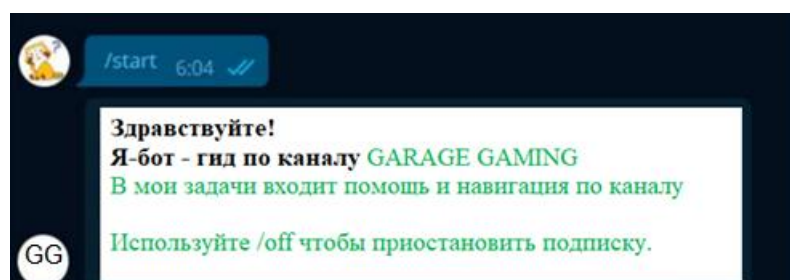 /start 6:04
Здравствуйте!
Я-бот - гид по каналу GARAGE GAMING
В мои задачи входит помощь и навигация по каналу
Используйте /off чтобы приостановить подписку.
GG